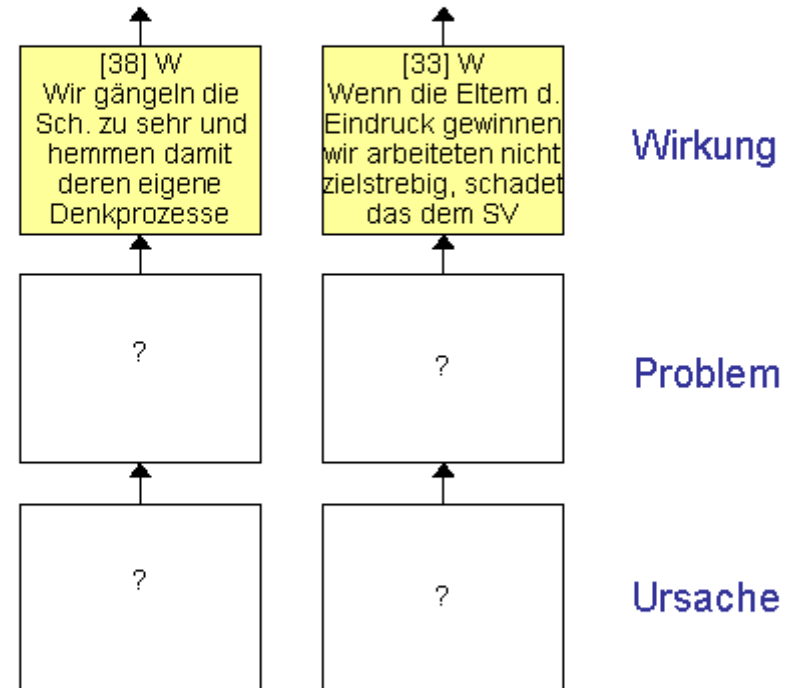 [38] W
Wir gängeln die
Sch. zu sehr und
hemmen damit
deren eigene
Denkprozesse
[33] W
Wenn die Eltern d.
Eindruck gewinnen
wir arbeiteten nicht
zielstrebig, schadet
das dem SV
Wirkung
?
?
Problem
?
?
Ursache